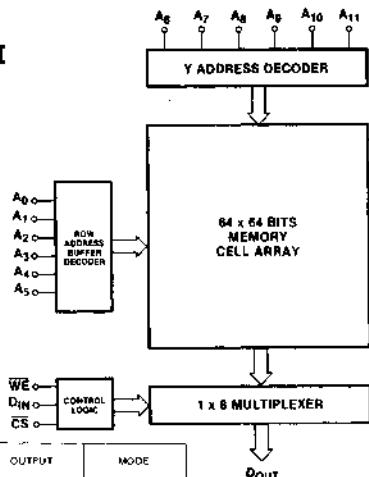 A6 A7 A8 A9 A10 A11
Y ADDRESS DECODER
64 x 64 BITS
MEMORY
CELL ARRAY
A0
A1
A2
A3
A4
A5
ROW
ADDRESS
BUFFER
DECODER
WE
DIN
CS
CONTROL
LOGIC
1 x 6 MULTIPLEXER
DOUT
OUTPUT MODE